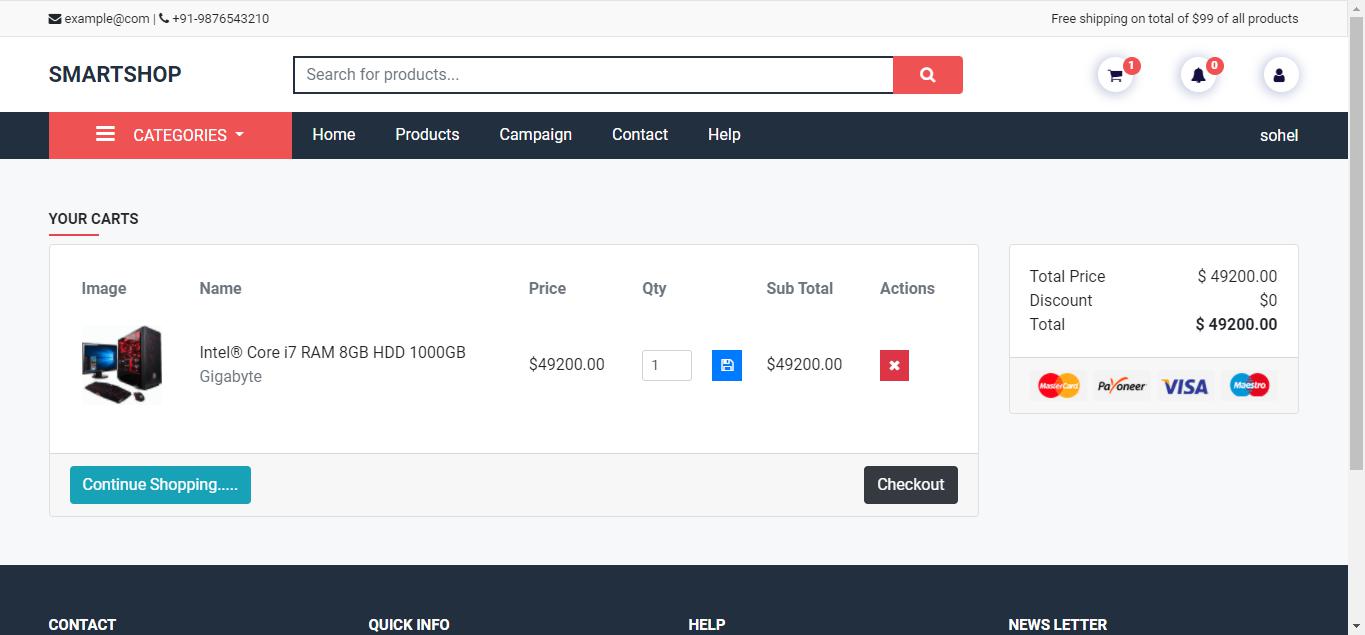 example@com | +91-9876543210
Free shipping on total of $99 of all products
SMARTSHOP
Search for products...
1
0
CATEGORIES
Home
Products
Campaign
Contact
Help
sohel
YOUR CARTS
Image Name Price Qty Sub Total Actions
Intel® Core i7 RAM 8GB HDD 1000GB
Gigabyte
$49200.00 1 $49200.00
Continue Shopping.....
Checkout
Total Price $ 49200.00
Discount $0
Total $ 49200.00
MasterCard Payoneer VISA Maestro
CONTACT QUICK INFO HELP NEWS LETTER